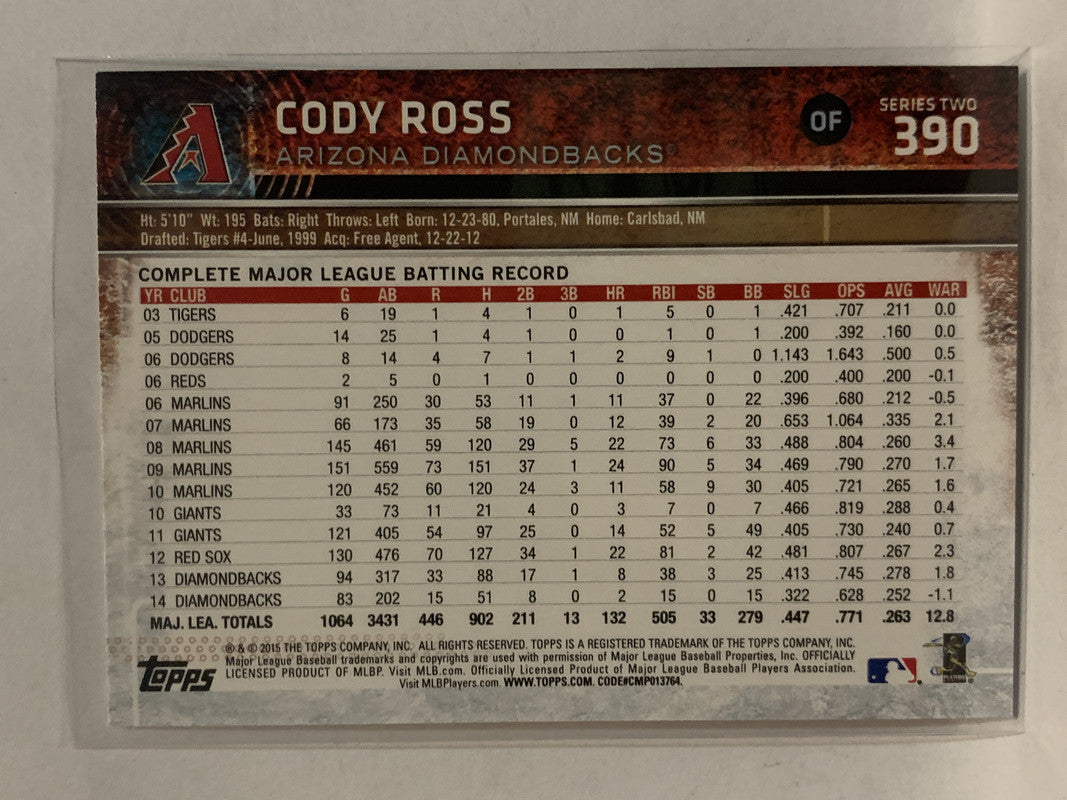 CODY ROSS
ARIZONA DIAMONDBACKS®
OF
SERIES TWO
390
Ht: 5'10" Wt: 195 Bats: Right Throws: Left Born: 12-23-80, Portales, NM Home: Carlsbad, NM
Drafted: Tigers #4-June, 1999 Acq: Free Agent, 12-22-12
COMPLETE MAJOR LEAGUE BATTING RECORD
YR CLUB G AB R H 2B 3B HR RBI SB BB SLG OPS AVG WAR
03 TIGERS 6 19 1 4 1 0 1 5 0 1 .421 .707 .211 0.0
05 DODGERS 14 25 1 4 1 0 0 1 0 1 .200 .392 .160 0.0
06 DODGERS 8 14 4 7 1 1 2 9 1 0 1.143 1.643 .500 0.5
06 REDS 2 5 0 1 0 0 0 0 0 0 .200 .400 .200 -0.1
06 MARLINS 91 250 30 53 11 1 11 37 0 22 .396 .680 .212 -0.5
07 MARLINS 66 173 35 58 19 0 12 39 2 20 .653 1.064 .335 2.1
08 MARLINS 145 461 59 120 29 5 22 73 6 33 .488 .804 .260 3.4
09 MARLINS 151 559 73 151 37 1 24 90 5 34 .469 .790 .270 1.7
10 MARLINS 120 452 60 120 24 3 11 58 9 30 .405 .721 .265 1.6
10 GIANTS 33 73 11 21 4 0 3 7 0 7 .466 .819 .288 0.4
11 GIANTS 121 405 54 97 25 0 14 52 5 49 .405 .730 .240 0.7
12 RED SOX 130 476 70 127 34 1 22 81 2 42 .481 .807 .267 2.3
13 DIAMONDBACKS 94 317 33 88 17 1 8 38 3 25 .413 .745 .278 1.8
14 DIAMONDBACKS 83 202 15 51 8 0 2 15 0 15 .322 .628 .252 -1.1
MAJ. LEA. TOTALS 1064 3431 446 902 211 13 132 505 33 279 .447 .771 .263 12.8
® & © 2015 THE TOPPS COMPANY, INC. ALL RIGHTS RESERVED. TOPPS IS A REGISTERED TRADEMARK OF THE TOPPS COMPANY, INC.
Major League Baseball trademarks and copyrights are used with permission of Major League Baseball Properties, Inc. OFFICIALLY
LICENSED PRODUCT OF MLBP. Visit MLB.com. Officially Licensed Product of Major League Baseball Players Association.
Visit MLBPlayers.com. WWW.TOPPS.COM. CODE#CMP013764.
TOPPS